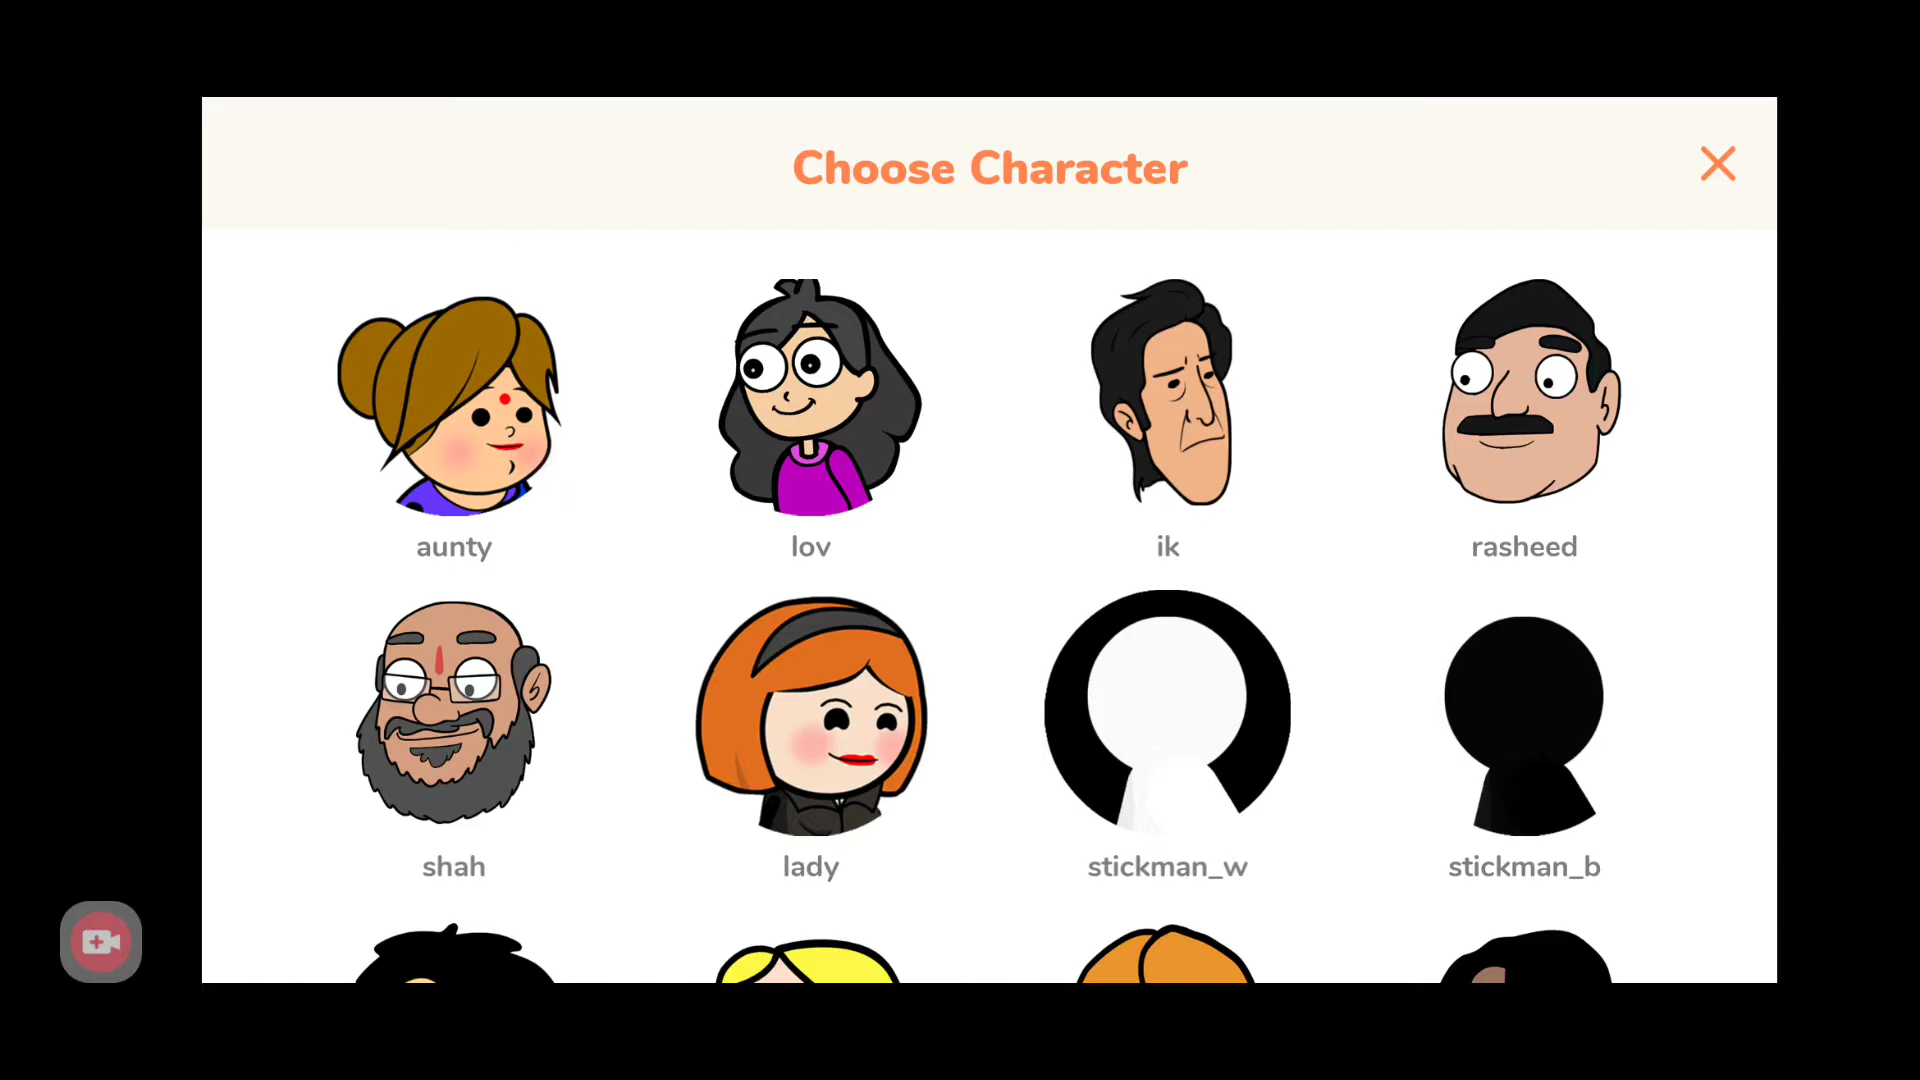 Choose Character
aunty
lov
ik
rasheed
shah
lady
stickman_w
stickman_b